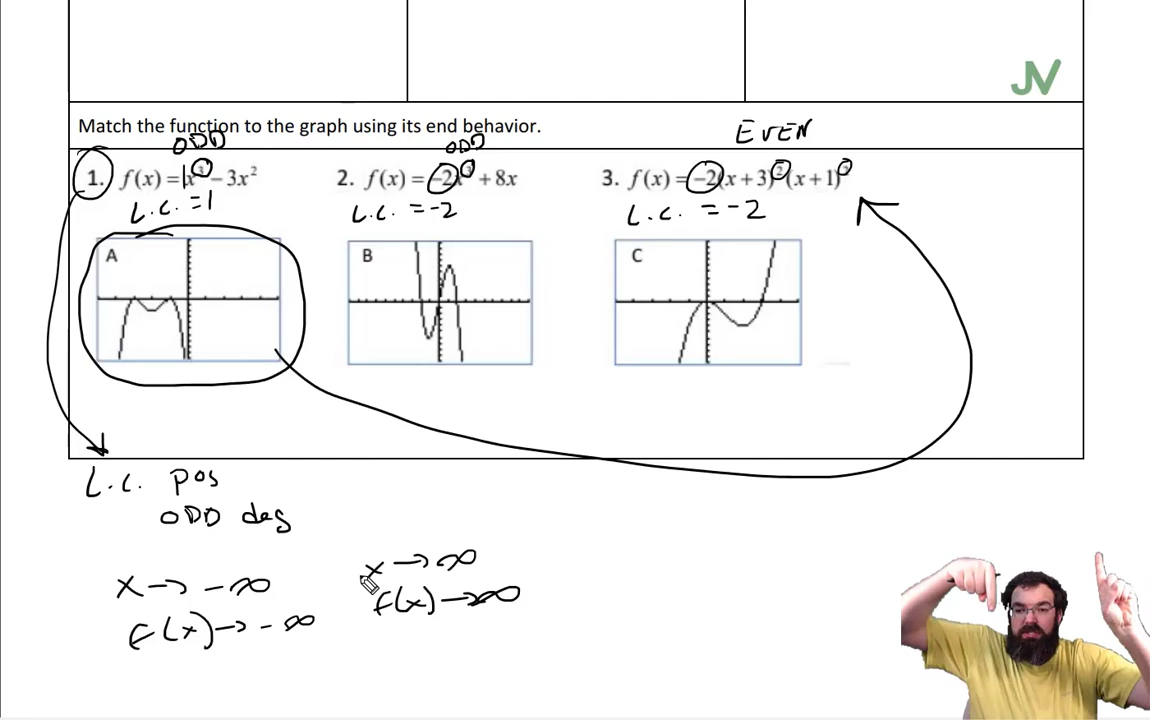 JV
Match the function to the graph using its end behavior.
ODD ODD EVEN
1. f(x) = 1x³ - 3x² 2. f(x) = -2x³ + 8x 3. f(x) = -2(x + 3)²(x + 1)²
L.C. = 1 L.C. = -2 L.C. = -2
A B C
L.C. pos
ODD deg
x → -∞ x → ∞
f(x) → -∞ f(x) → ∞